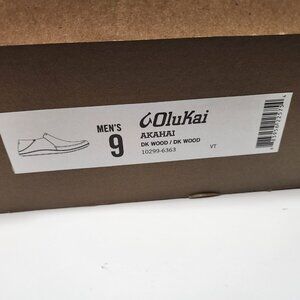 MEN'S
9
OluKai
AKAHAI
DK WOOD / DK WOOD
10299-6363
VT